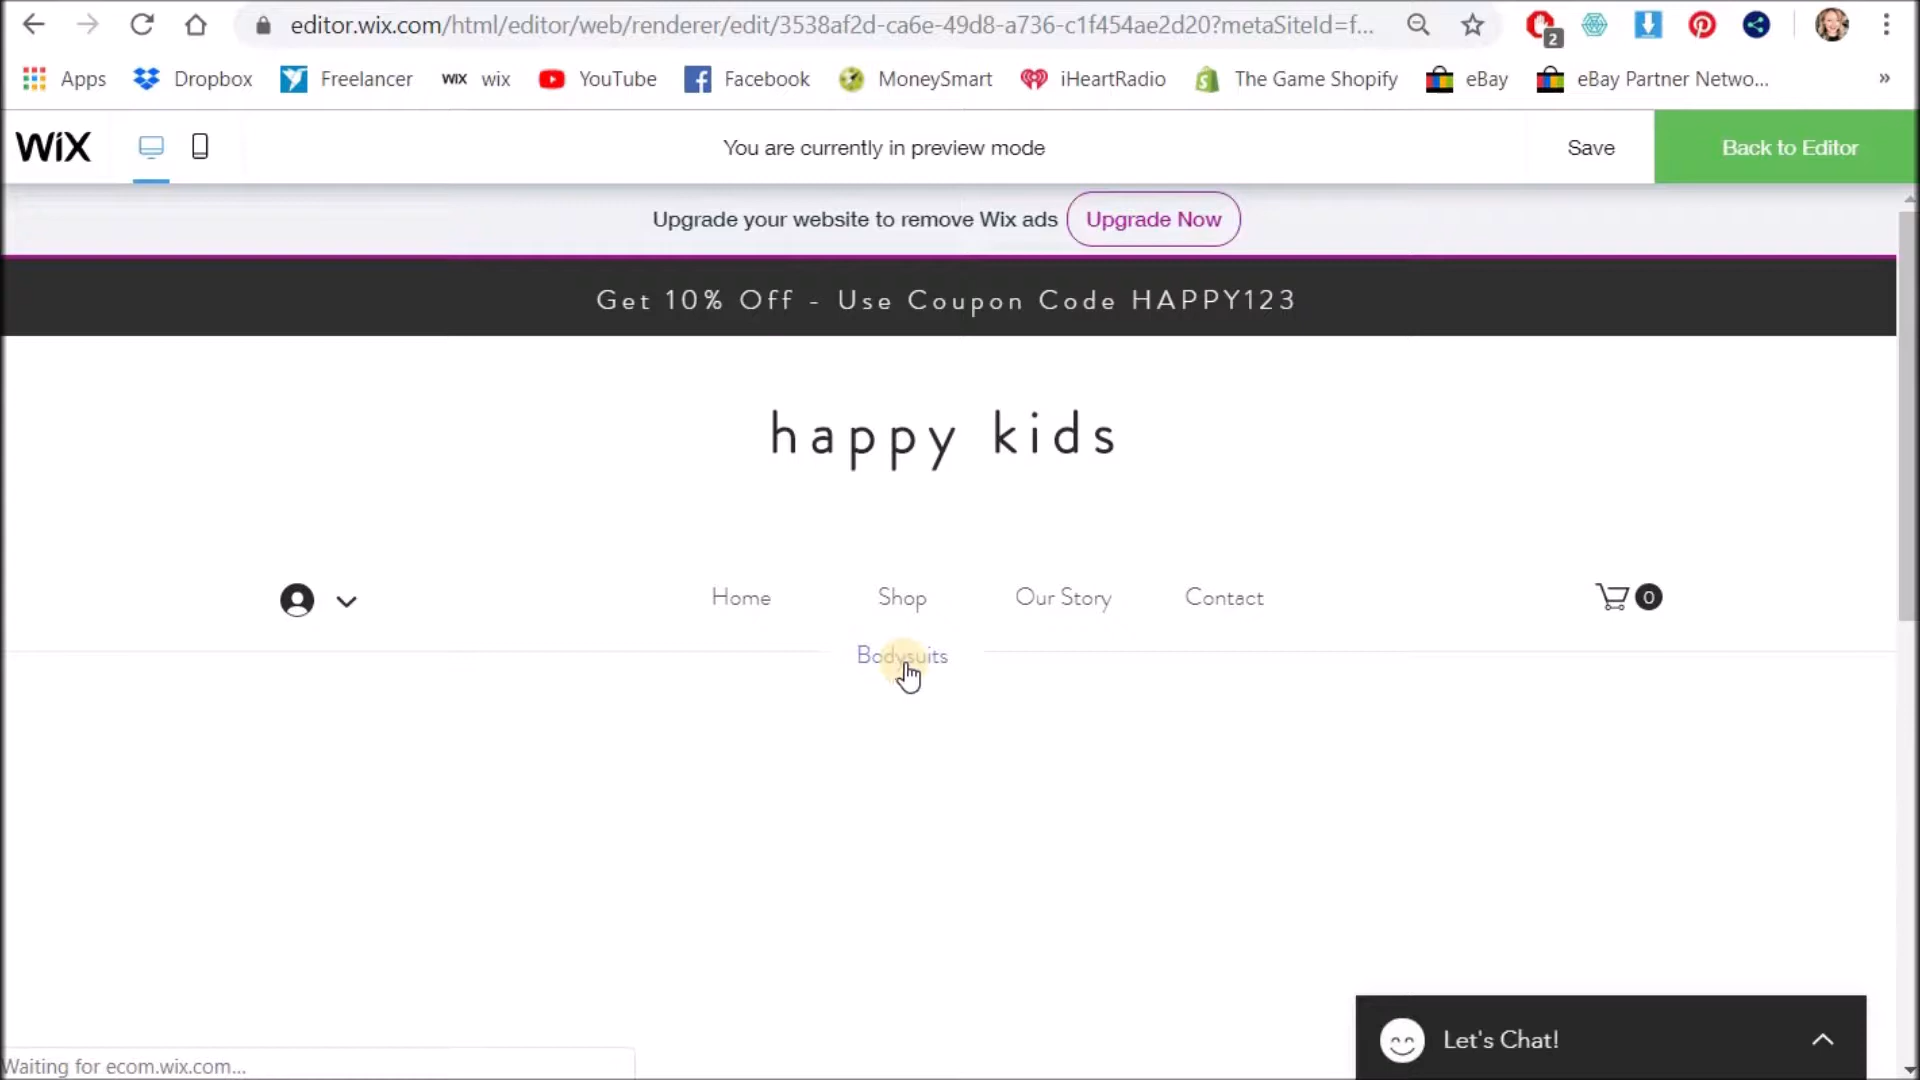 editor.wix.com/html/editor/web/renderer/edit/3538af2d-ca6e-49d8-a736-c1f454ae2d20?metaSiteId=f...
2
Apps Dropbox Freelancer WIX wix YouTube Facebook MoneySmart iHeartRadio The Game Shopify eBay eBay Partner Netwo... »
WiX You are currently in preview mode Save Back to Editor
Upgrade your website to remove Wix ads Upgrade Now
Get 10% Off - Use Coupon Code HAPPY123
happy kids
Home Shop Our Story Contact 0
Bodysuits
Let's Chat!
Waiting for ecom.wix.com...